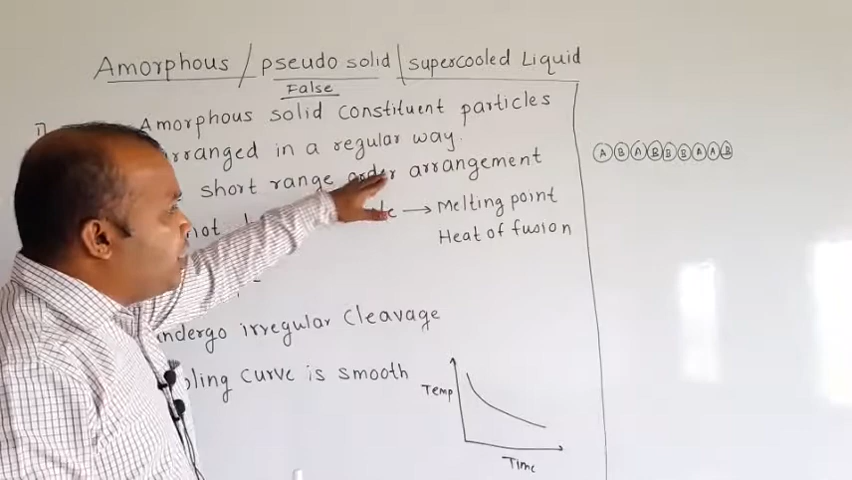 Amorphous / pseudo solid / supercooled Liquid
False
Amorphous solid constituent particles
arranged in a regular way.
short range order arrangement
not → Melting point
Heat of fusion
undergo irregular Cleavage
curve is smooth
Temp
Time
A B A B B B A A B